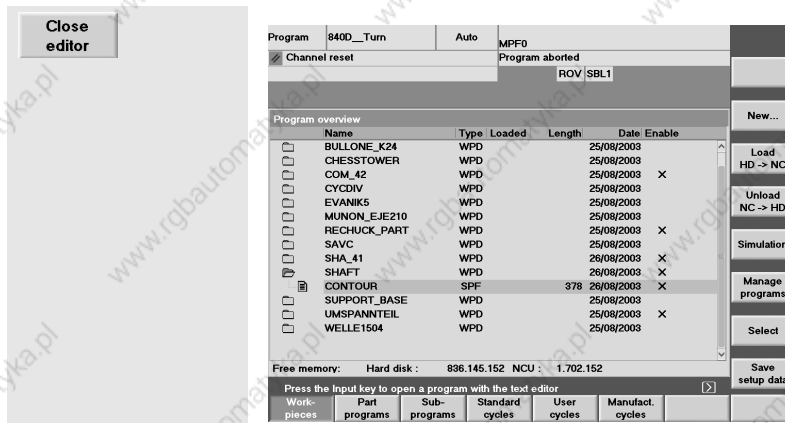 Close
editor
Program 840D__Turn Auto MPF0
Channel reset Program aborted
ROV SBL1
Program overview
Name Type Loaded Length Date Enable
BULLONE_K24 WPD 25/08/2003
CHESSTOWER WPD 25/08/2003
COM_42 WPD 25/08/2003 X
CYCDIV WPD 25/08/2003
EVANIK5 WPD 25/08/2003
MUNON_EJE210 WPD 25/08/2003
RECHUCK_PART WPD 25/08/2003 X
SAVC WPD 25/08/2003
SHA_41 WPD 26/08/2003 X
SHAFT WPD 26/08/2003 X
CONTOUR SPF 378 26/08/2003 X
SUPPORT_BASE WPD 25/08/2003
UMSPANNTEIL WPD 25/08/2003 X
WELLE1504 WPD 25/08/2003
Free memory: Hard disk : 836.145.152 NCU : 1.702.152
Press the Input key to open a program with the text editor
Work-
pieces
Part
programs
Sub-
programs
Standard
cycles
User
cycles
Manufact.
cycles
New...
Load
HD -> NC
Unload
NC -> HD
Simulation
Manage
programs
Select
Save
setup data
www.rgbautomatyka.pl